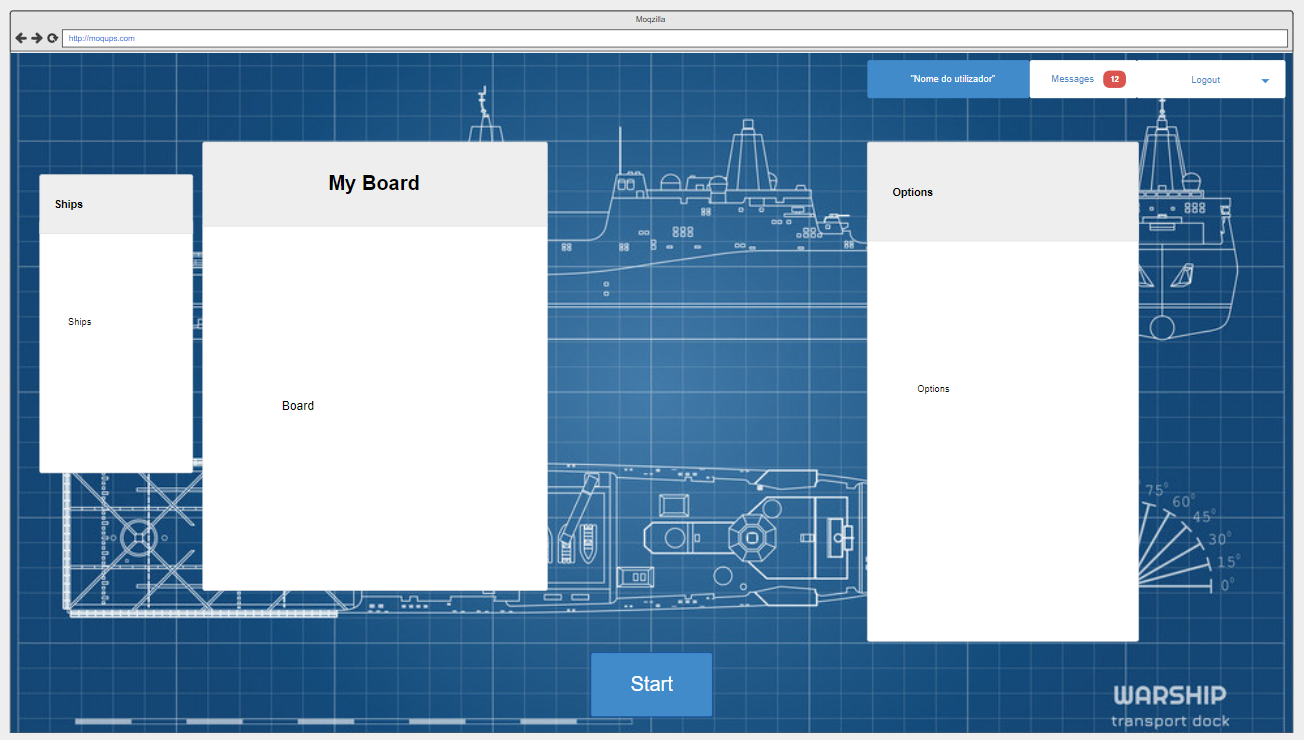 Moqzilla
http://moqups.com
"Nome do utilizador"
Messages 12
Logout
My Board
Ships
Options
Ships
Options
Board
75°
60°
45°
30°
15°
0°
Start
WARSHIP
transport dock